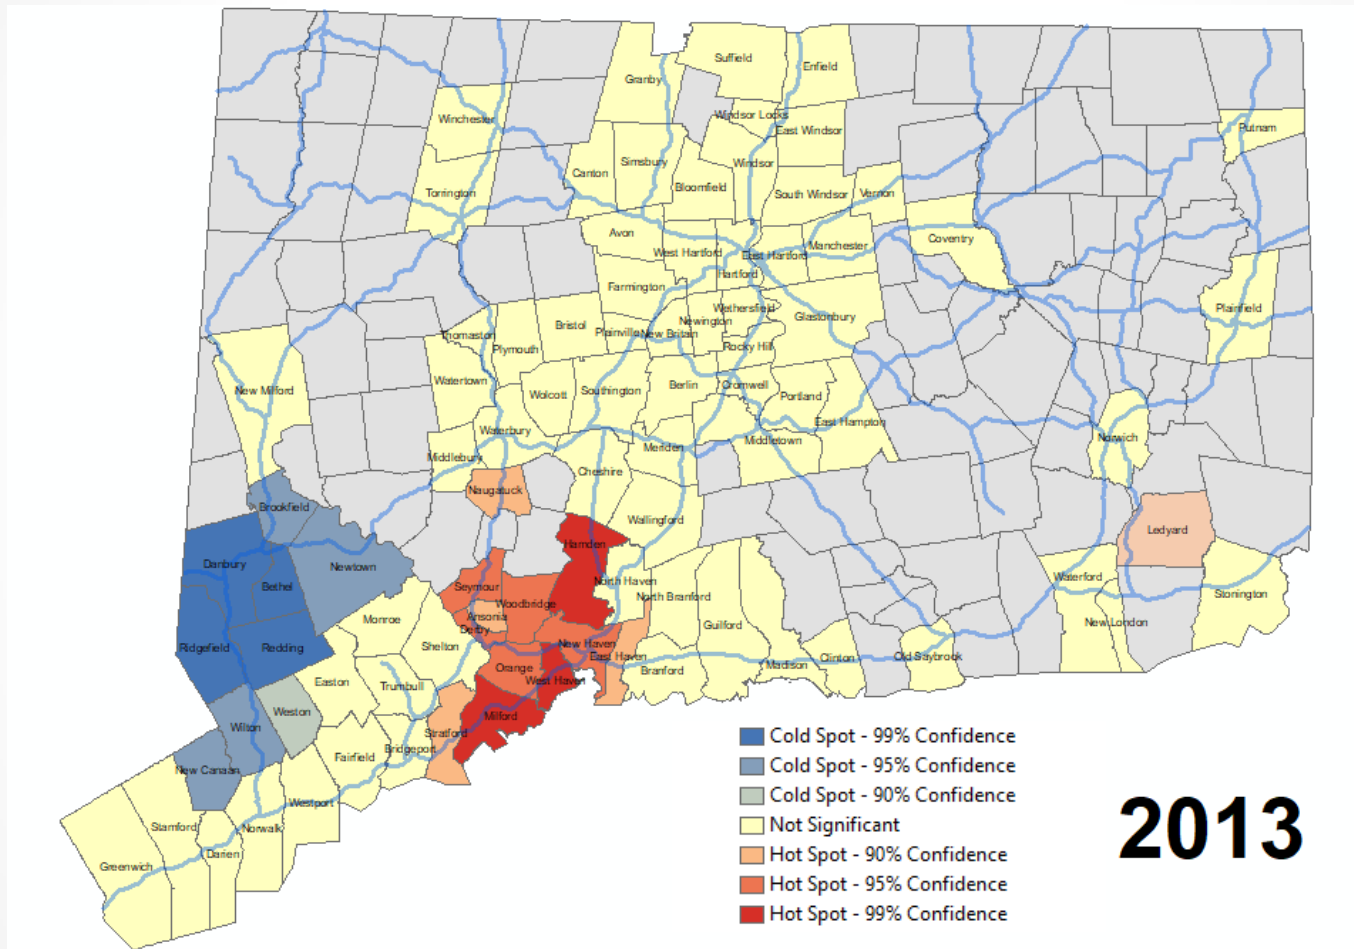 Suffield
Enfield
Granby
Windsor Locks
Winchester
Putnam
East Windsor
Simsbury
Windsor
Canton
Bloomfield
Torrington
South Windsor
Vernon
Avon
Coventry
West Hartford
Manchester
East Hartford
Hartford
Farmington
Wethersfield
Plainfield
Glastonbury
Newington
Bristol
Plainville
New Britain
Thomaston
Plymouth
Rocky Hill
Watertown
Berlin
Cromwell
New Milford
Southington
Wolcott
Portland
East Hampton
Waterbury
Norwich
Middletown
Meriden
Middlebury
Cheshire
Naugatuck
Brookfield
Wallingford
Ledyard
Hamden
Danbury
Newtown
Waterford
North Haven
Bethel
Seymour
Stonington
North Branford
Woodbridge
Ansonia
Monroe
New London
Guilford
Derby
New Haven
Shelton
Ridgefield
Redding
East Haven
Old Saybrook
Clinton
Madison
Orange
Branford
West Haven
Easton
Trumbull
Weston
Milford
Wilton
Stratford
Bridgeport
Fairfield
New Canaan
Westport
Stamford
Norwalk
Darien
Greenwich
Cold Spot - 99% Confidence
Cold Spot - 95% Confidence
Cold Spot - 90% Confidence
Not Significant
Hot Spot - 90% Confidence
Hot Spot - 95% Confidence
Hot Spot - 99% Confidence
2013